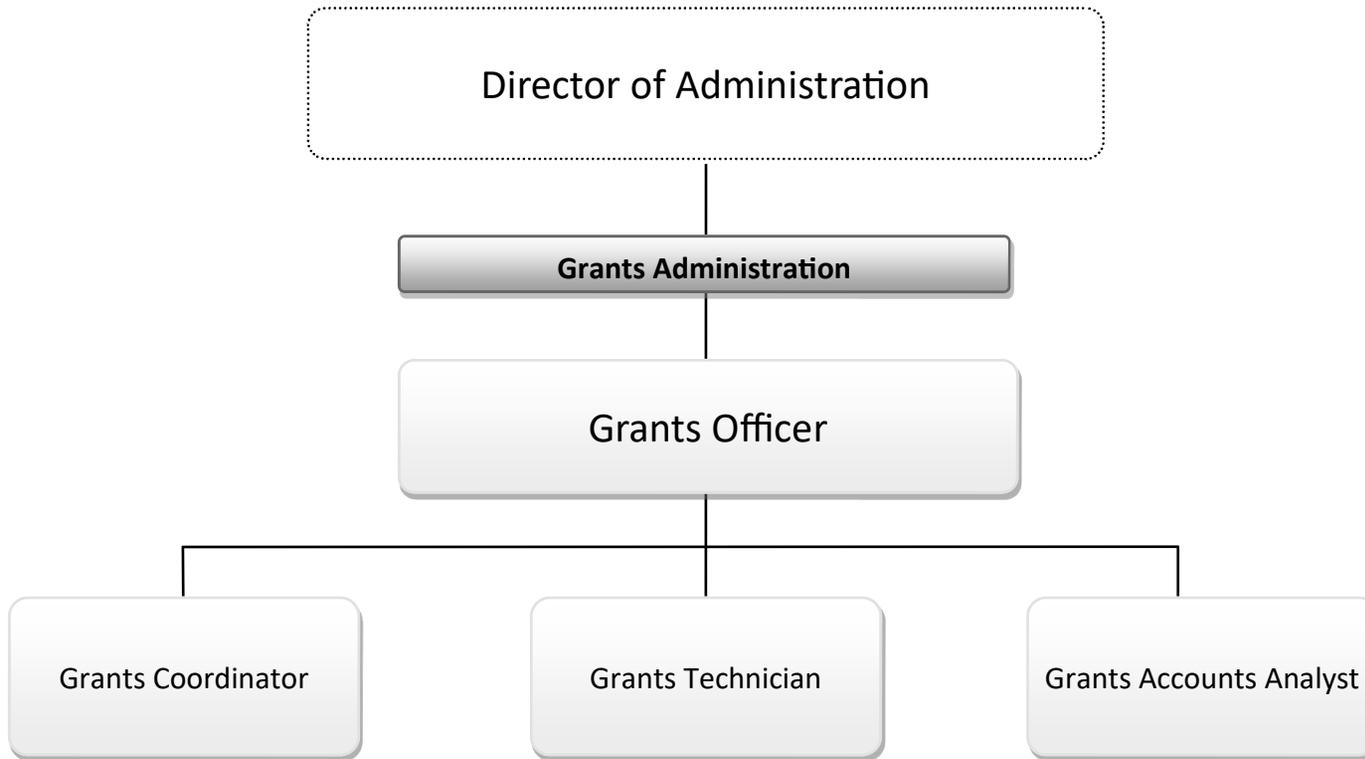 Director of Administration
Grants Administration
Grants Officer
Grants Coordinator
Grants Technician
Grants Accounts Analyst